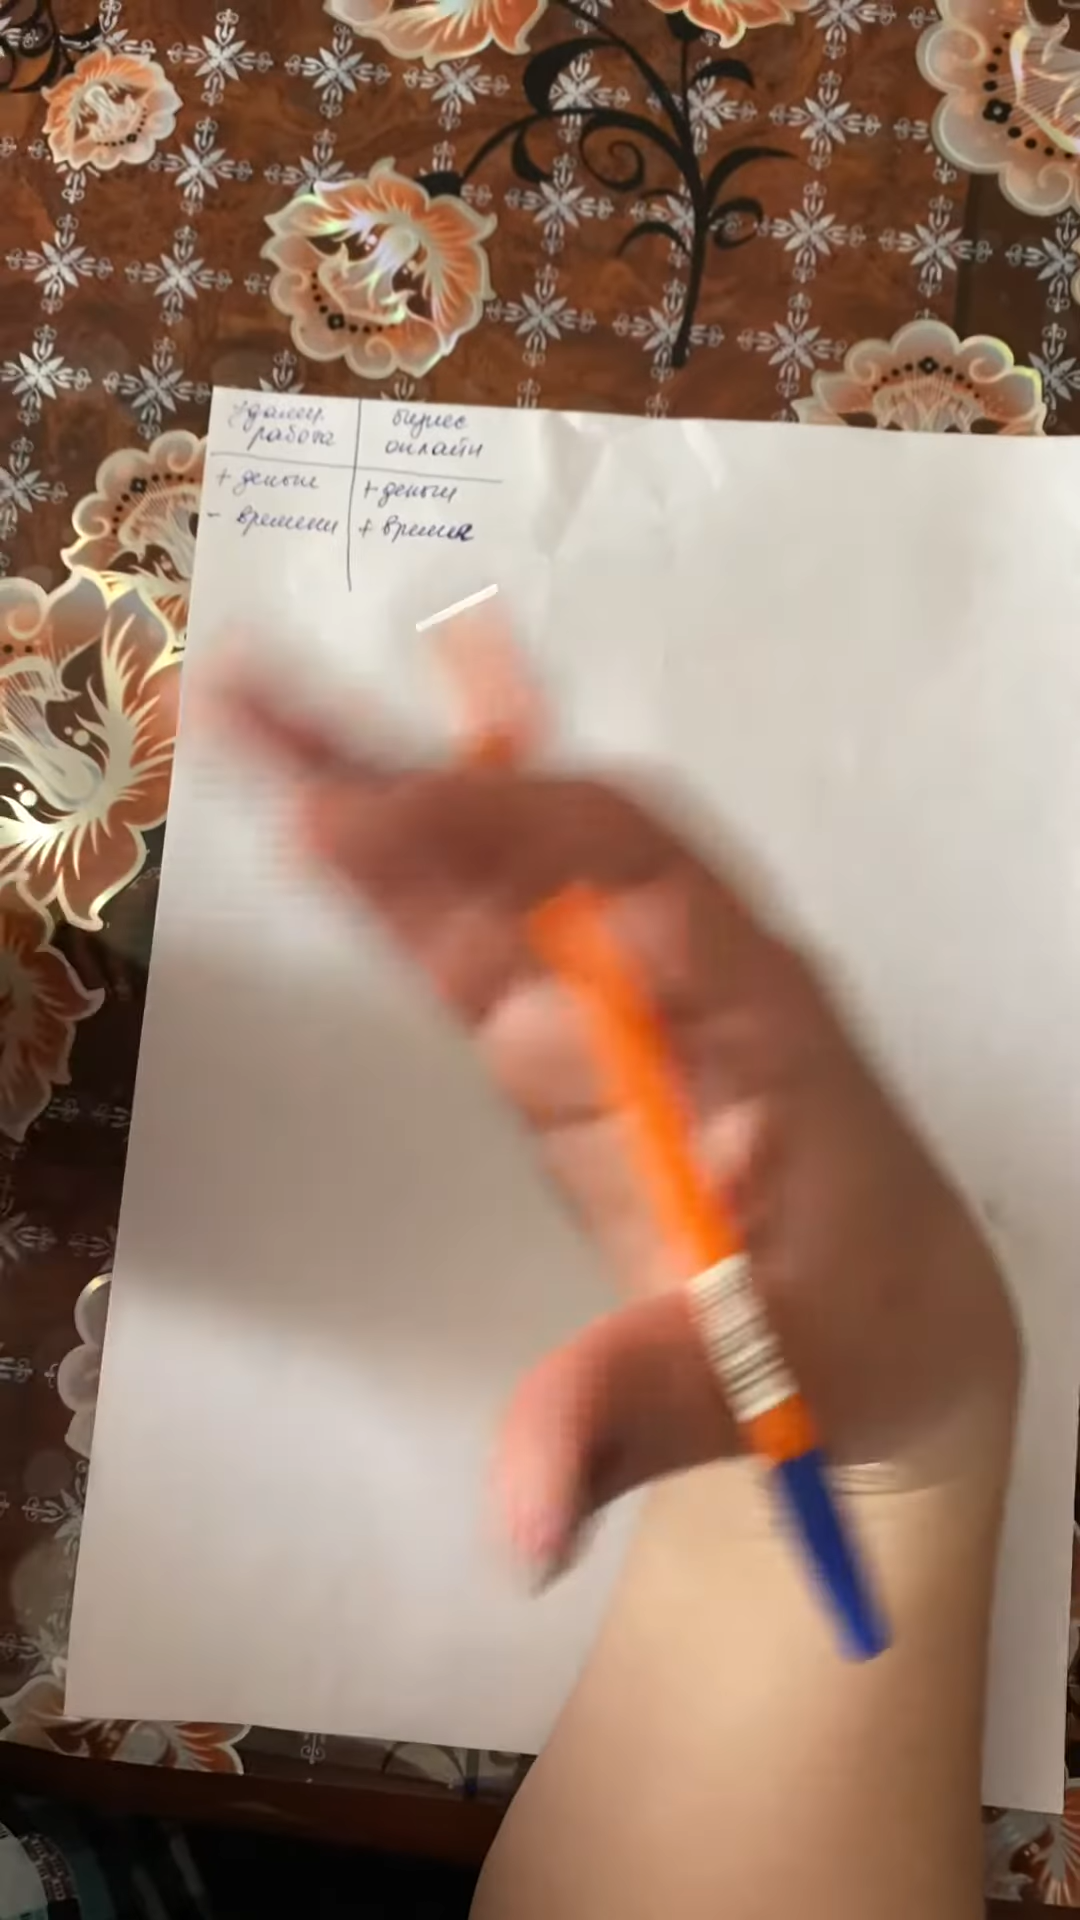 удален. бизнес
работа онлайн
+ деньги + деньги
- времени + время